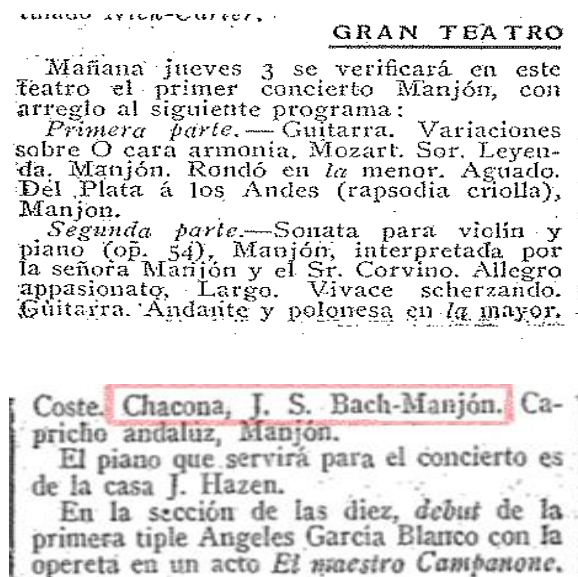 GRAN TEATRO
Mañana jueves 3 se verificará en este
teatro el primer concierto Manjón, con
arreglo al siguiente programa:
Primera parte.—Guitarra. Variaciones
sobre O cara armonia, Mozart. Sor. Leyen-
da. Manjón. Rondó en la menor. Aguado.
Del Plata á los Andes (rapsodia criolla),
Manjon.
Segunda parte.—Sonata para violín y
piano (op. 54), Manjón, interpretada por
la señora Manjón y el Sr. Corvino. Allegro
appasionato, Largo. Vivace scherzando.
Guitarra. Andante y polonesa en la mayor.
Coste. Chacona, J. S. Bach-Manjón. Ca-
pricho andaluz, Manjón.
El piano que servirá para el concierto es
de la casa J. Hazen.
En la sección de las diez, debut de la
primera tiple Angeles García Blanco con la
opereta en un acto El maestro Campanone.